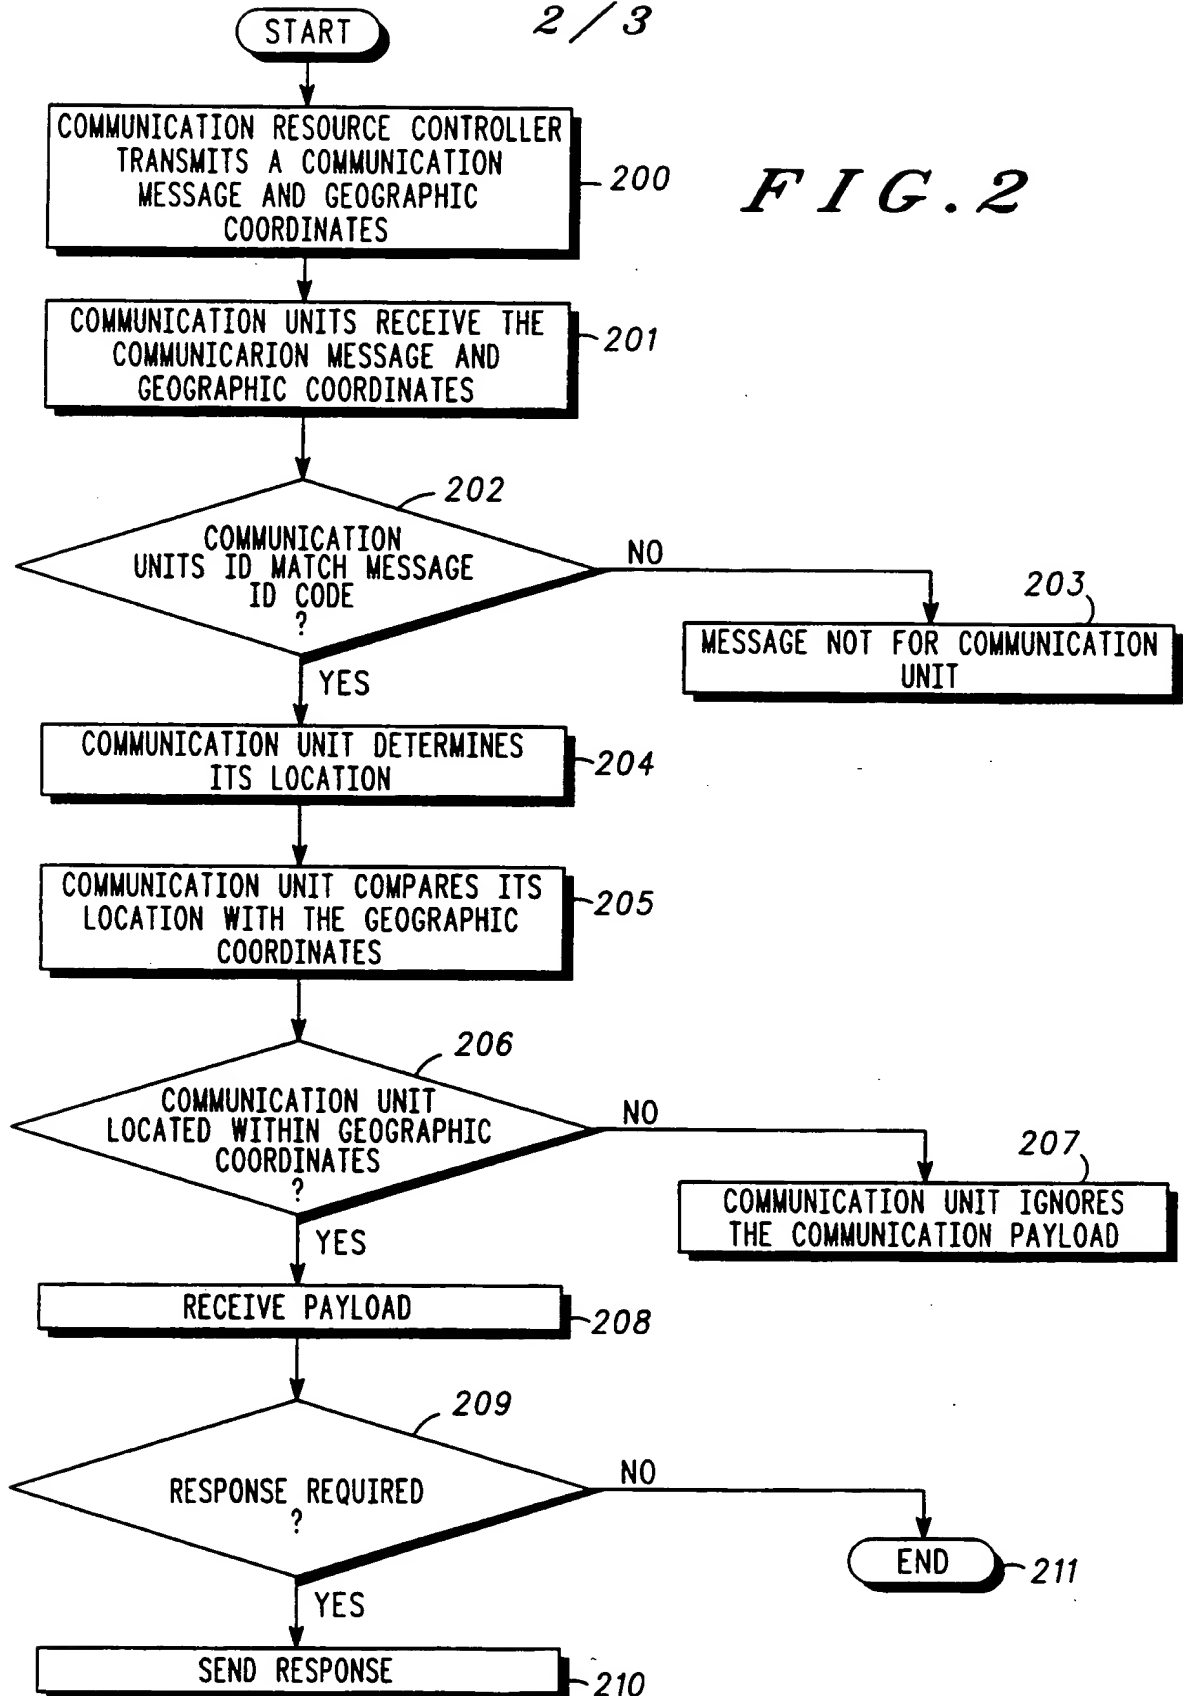 2/3
START
FIG. 2
COMMUNICATION RESOURCE CONTROLLER
TRANSMITS A COMMUNICATION
MESSAGE AND GEOGRAPHIC
COORDINATES
200
COMMUNICATION UNITS RECEIVE THE
COMMUNICARION MESSAGE AND
GEOGRAPHIC COORDINATES
201
202
COMMUNICATION
UNITS ID MATCH MESSAGE
ID CODE
?
NO
203
MESSAGE NOT FOR COMMUNICATION
UNIT
YES
COMMUNICATION UNIT DETERMINES
ITS LOCATION
204
COMMUNICATION UNIT COMPARES ITS
LOCATION WITH THE GEOGRAPHIC
COORDINATES
205
206
COMMUNICATION UNIT
LOCATED WITHIN GEOGRAPHIC
COORDINATES
?
NO
207
COMMUNICATION UNIT IGNORES
THE COMMUNICATION PAYLOAD
YES
RECEIVE PAYLOAD
208
209
RESPONSE REQUIRED
?
NO
END
211
YES
SEND RESPONSE
210